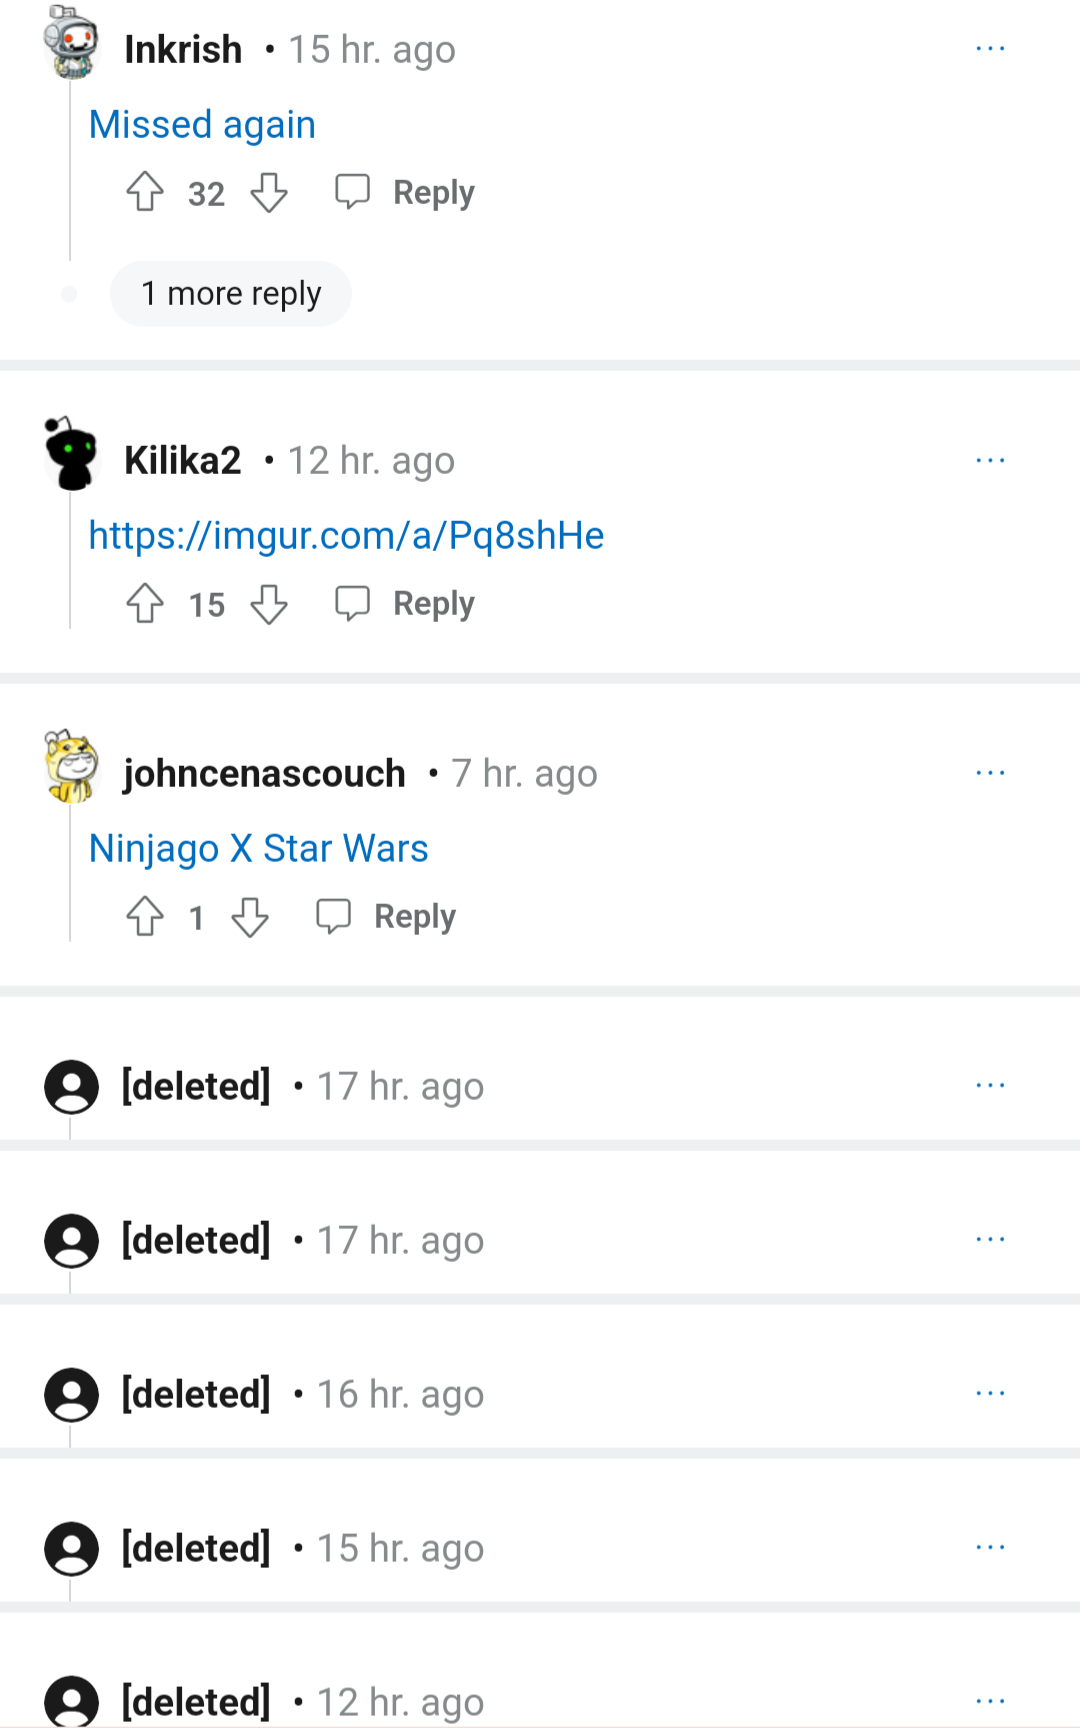 Inkrish • 15 hr. ago
Missed again
32 Reply
1 more reply
Kilika2 • 12 hr. ago
https://imgur.com/a/Pq8shHe
15 Reply
johncenascouch • 7 hr. ago
Ninjago X Star Wars
1 Reply
[deleted] • 17 hr. ago
[deleted] • 17 hr. ago
[deleted] • 16 hr. ago
[deleted] • 15 hr. ago
[deleted] • 12 hr. ago